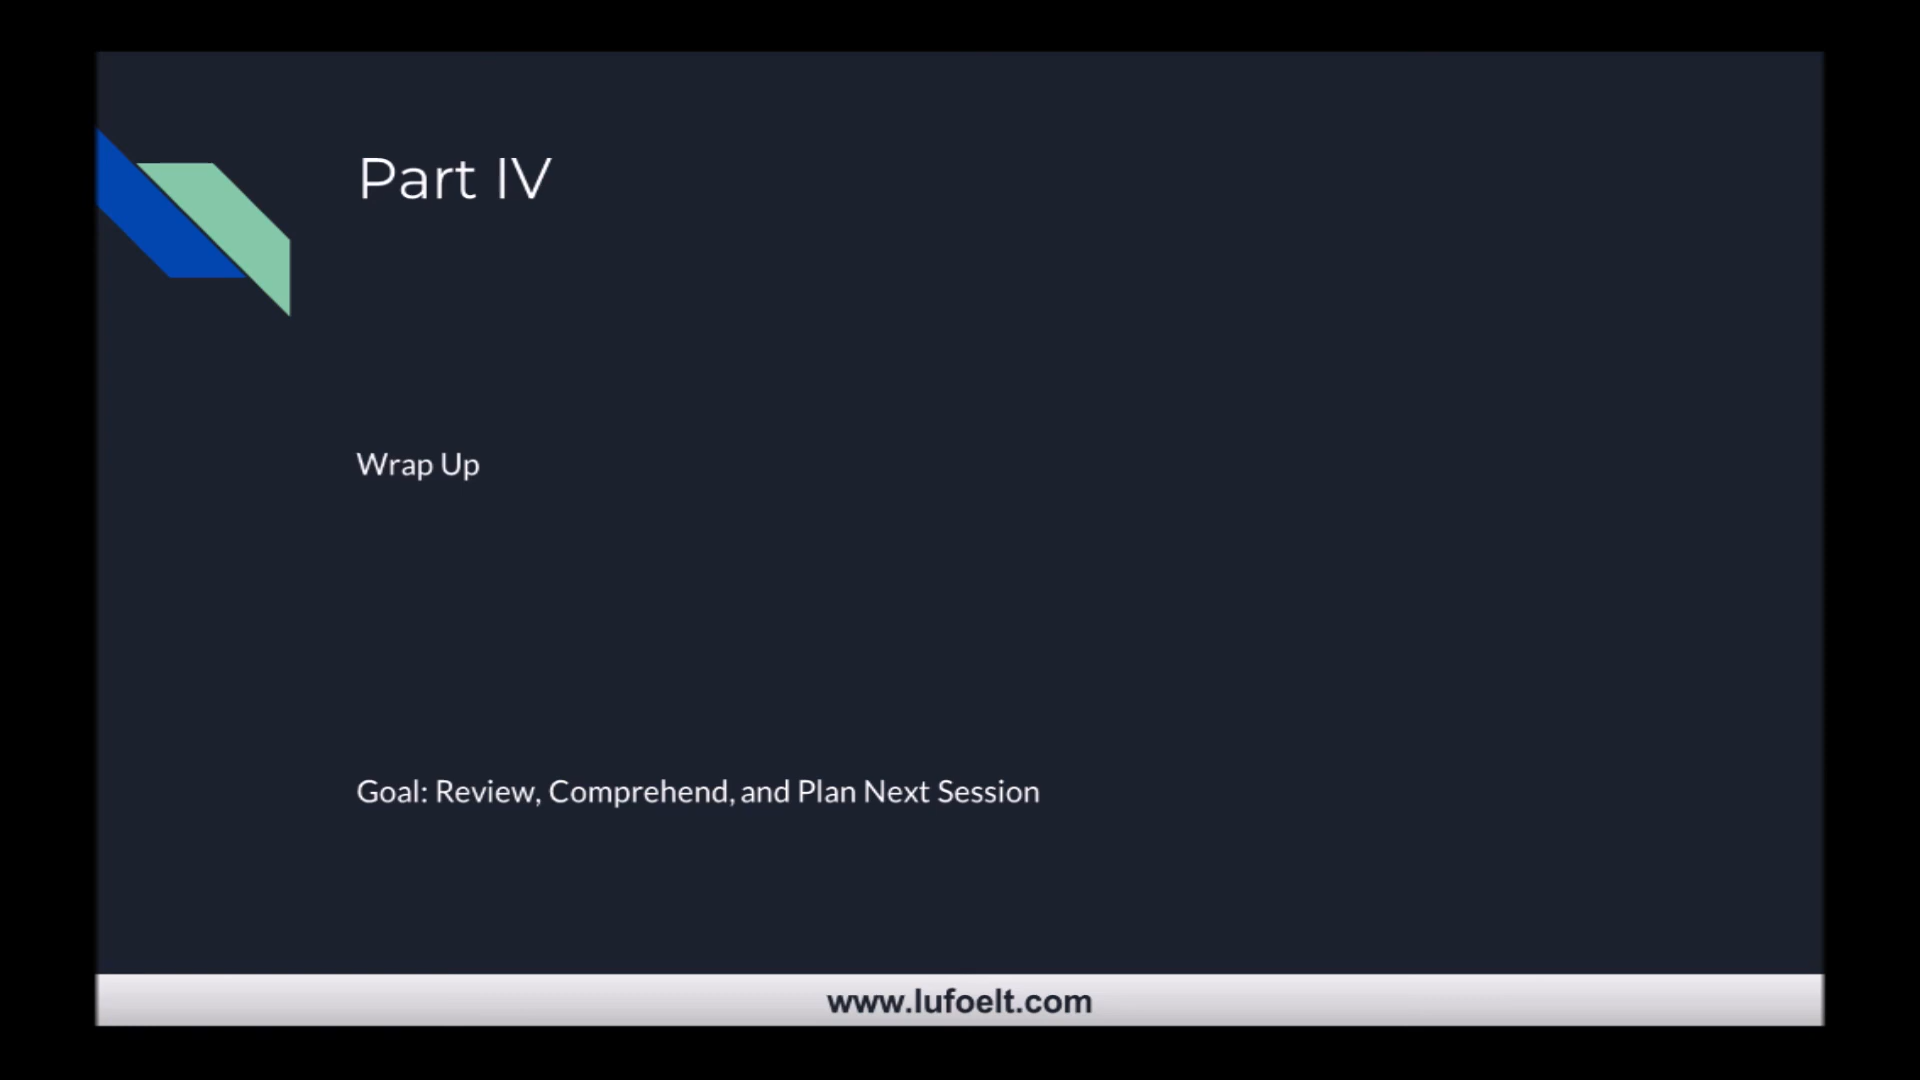 Part IV
Wrap Up
Goal: Review, Comprehend, and Plan Next Session
www.lufoelt.com